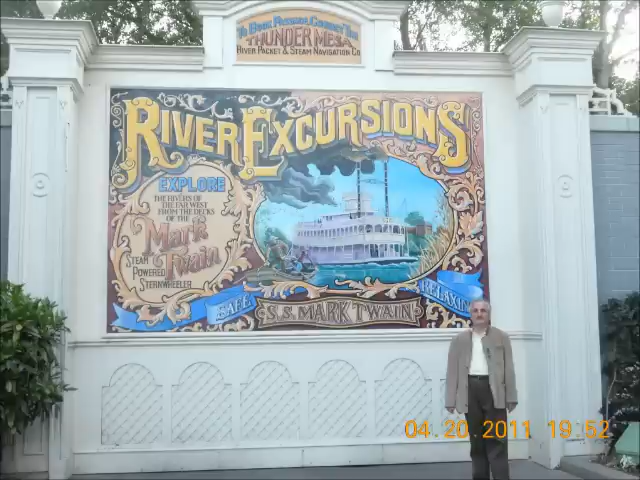 THUNDER MESA
RIVER PACKET & STEAM NAVIGATION CO
RIVER EXCURSIONS
EXPLORE
THE RIVERS OF
THE FAR WEST
FROM THE DECKS
OF THE
Mark
Twain
STEAM
POWERED
STERNWHEELER
SAFE
RELAXING
S.S. MARK TWAIN
04.20.2011 19:52